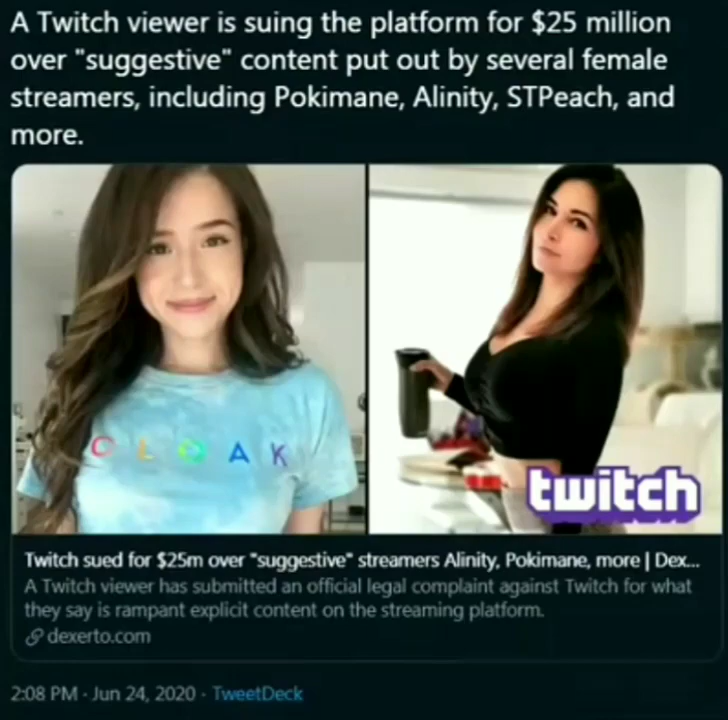 A Twitch viewer is suing the platform for $25 million
over "suggestive" content put out by several female
streamers, including Pokimane, Alinity, STPeach, and
more.
CLOAK
twitch
Twitch sued for $25m over "suggestive" streamers Alinity, Pokimane, more | Dex...
A Twitch viewer has submitted an official legal complaint against Twitch for what
they say is rampant explicit content on the streaming platform.
dexerto.com
2:08 PM · Jun 24, 2020 · TweetDeck